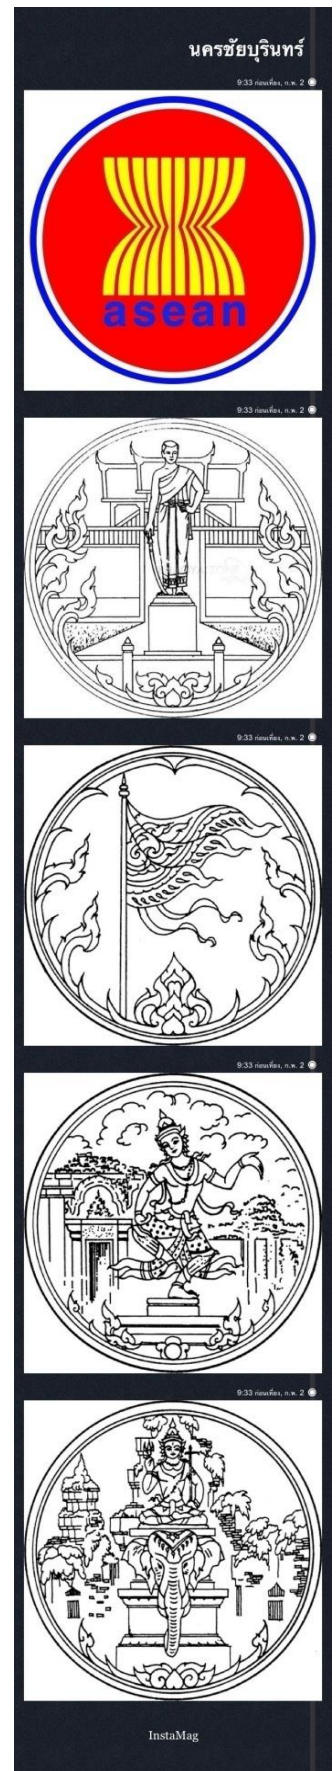 นครชัยบุรินทร์
9:33 ก่อนเที่ยง, ก.พ. 2
asean
9:33 ก่อนเที่ยง, ก.พ. 2
9:33 ก่อนเที่ยง, ก.พ. 2
9:33 ก่อนเที่ยง, ก.พ. 2
9:33 ก่อนเที่ยง, ก.พ. 2
InstaMag